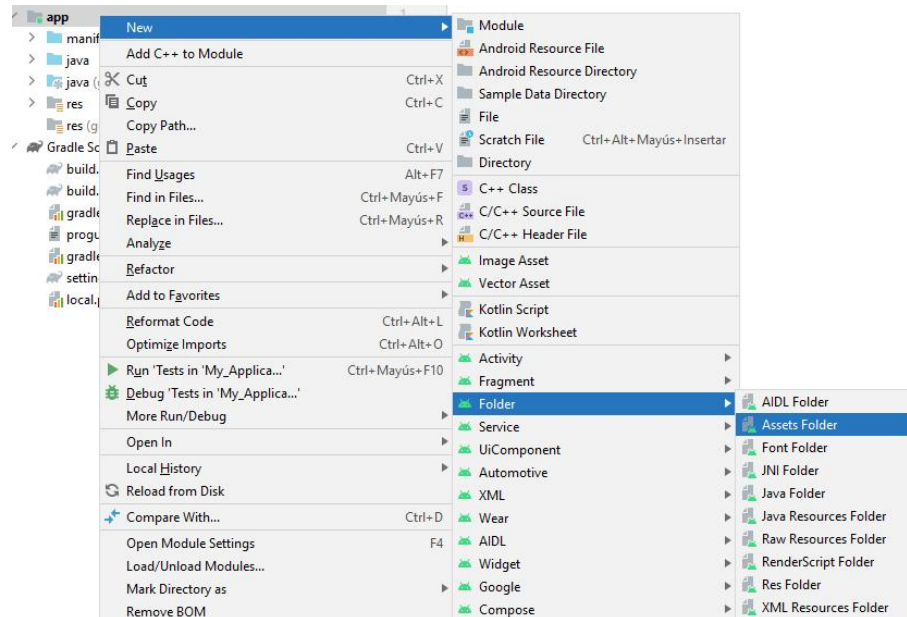 app
manif
java
java (
res
res (g
Gradle Sc
build.
build.
gradle
progu
gradle
settin
local.p
1
New
Add C++ to Module
Cut Ctrl+X
Copy Ctrl+C
Copy Path...
Paste Ctrl+V
Find Usages Alt+F7
Find in Files... Ctrl+Mayús+F
Replace in Files... Ctrl+Mayús+R
Analyze
Refactor
Add to Favorites
Reformat Code Ctrl+Alt+L
Optimize Imports Ctrl+Alt+O
Run 'Tests in 'My_Applica...' Ctrl+Mayús+F10
Debug 'Tests in 'My_Applica...'
More Run/Debug
Open In
Local History
Reload from Disk
Compare With... Ctrl+D
Open Module Settings F4
Load/Unload Modules...
Mark Directory as
Remove BOM
Module
Android Resource File
Android Resource Directory
Sample Data Directory
File
Scratch File Ctrl+Alt+Mayús+Insertar
Directory
S C++ Class
C++ C/C++ Source File
H C/C++ Header File
Image Asset
Vector Asset
Kotlin Script
Kotlin Worksheet
Activity
Fragment
Folder
Service
UiComponent
Automotive
XML
Wear
AIDL
Widget
Google
Compose
AIDL Folder
Assets Folder
Font Folder
JNI Folder
Java Folder
Java Resources Folder
Raw Resources Folder
RenderScript Folder
Res Folder
XML Resources Folder